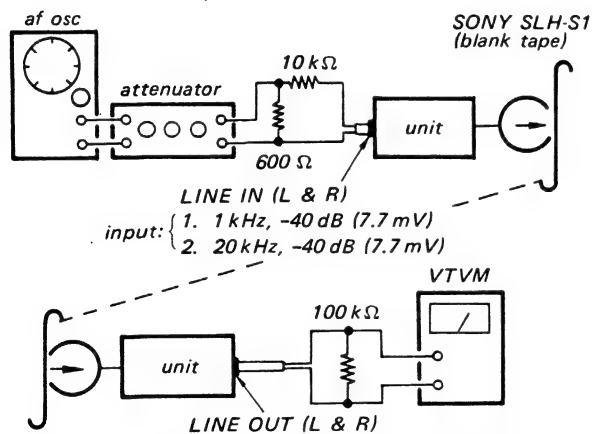 af osc
attenuator
10 kΩ
600 Ω
unit
SONY SLH-S1
(blank tape)
LINE IN (L & R)
input: { 1. 1 kHz, -40 dB (7.7 mV)
2. 20 kHz, -40 dB (7.7 mV)
unit
100 kΩ
VTVM
LINE OUT (L & R)